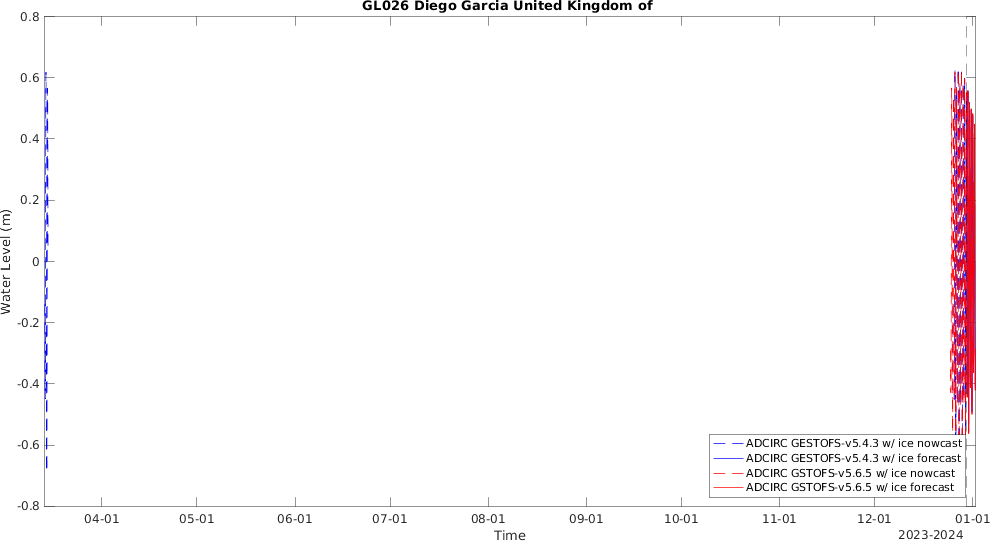 GL026 Diego Garcia United Kingdom of
0.8
0.6
0.4
0.2
0
-0.2
-0.4
-0.6
-0.8
Water Level (m)
ADCIRC GESTOFS-v5.4.3 w/ ice nowcast
ADCIRC GESTOFS-v5.4.3 w/ ice forecast
ADCIRC GSTOFS-v5.6.5 w/ ice nowcast
ADCIRC GSTOFS-v5.6.5 w/ ice forecast
04-01 05-01 06-01 07-01 08-01 09-01 10-01 11-01 12-01 01-01
Time
2023-2024